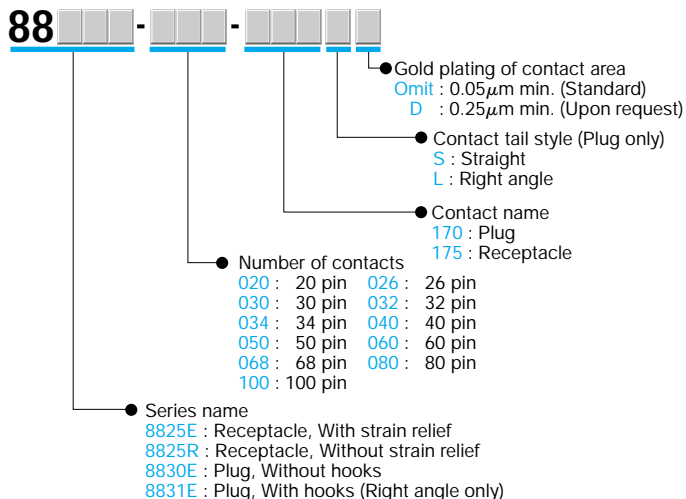 88 - -
Gold plating of contact area
Omit : 0.05μm min. (Standard)
D : 0.25μm min. (Upon request)
Contact tail style (Plug only)
S : Straight
L : Right angle
Contact name
170 : Plug
175 : Receptacle
Number of contacts
020 : 20 pin 026 : 26 pin
030 : 30 pin 032 : 32 pin
034 : 34 pin 040 : 40 pin
050 : 50 pin 060 : 60 pin
068 : 68 pin 080 : 80 pin
100 : 100 pin
Series name
8825E : Receptacle, With strain relief
8825R : Receptacle, Without strain relief
8830E : Plug, Without hooks
8831E : Plug, With hooks (Right angle only)